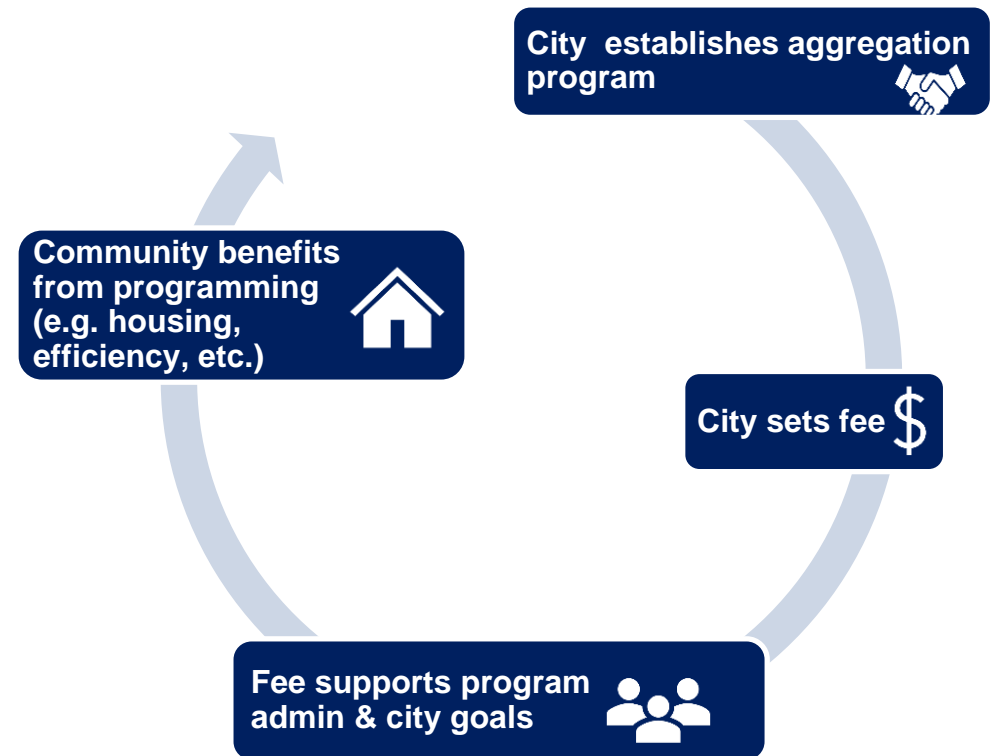 City  establishes aggregation
program
City sets fee $
Fee supports program
admin & city goals
Community benefits
from programming
(e.g. housing,
efficiency, etc.)